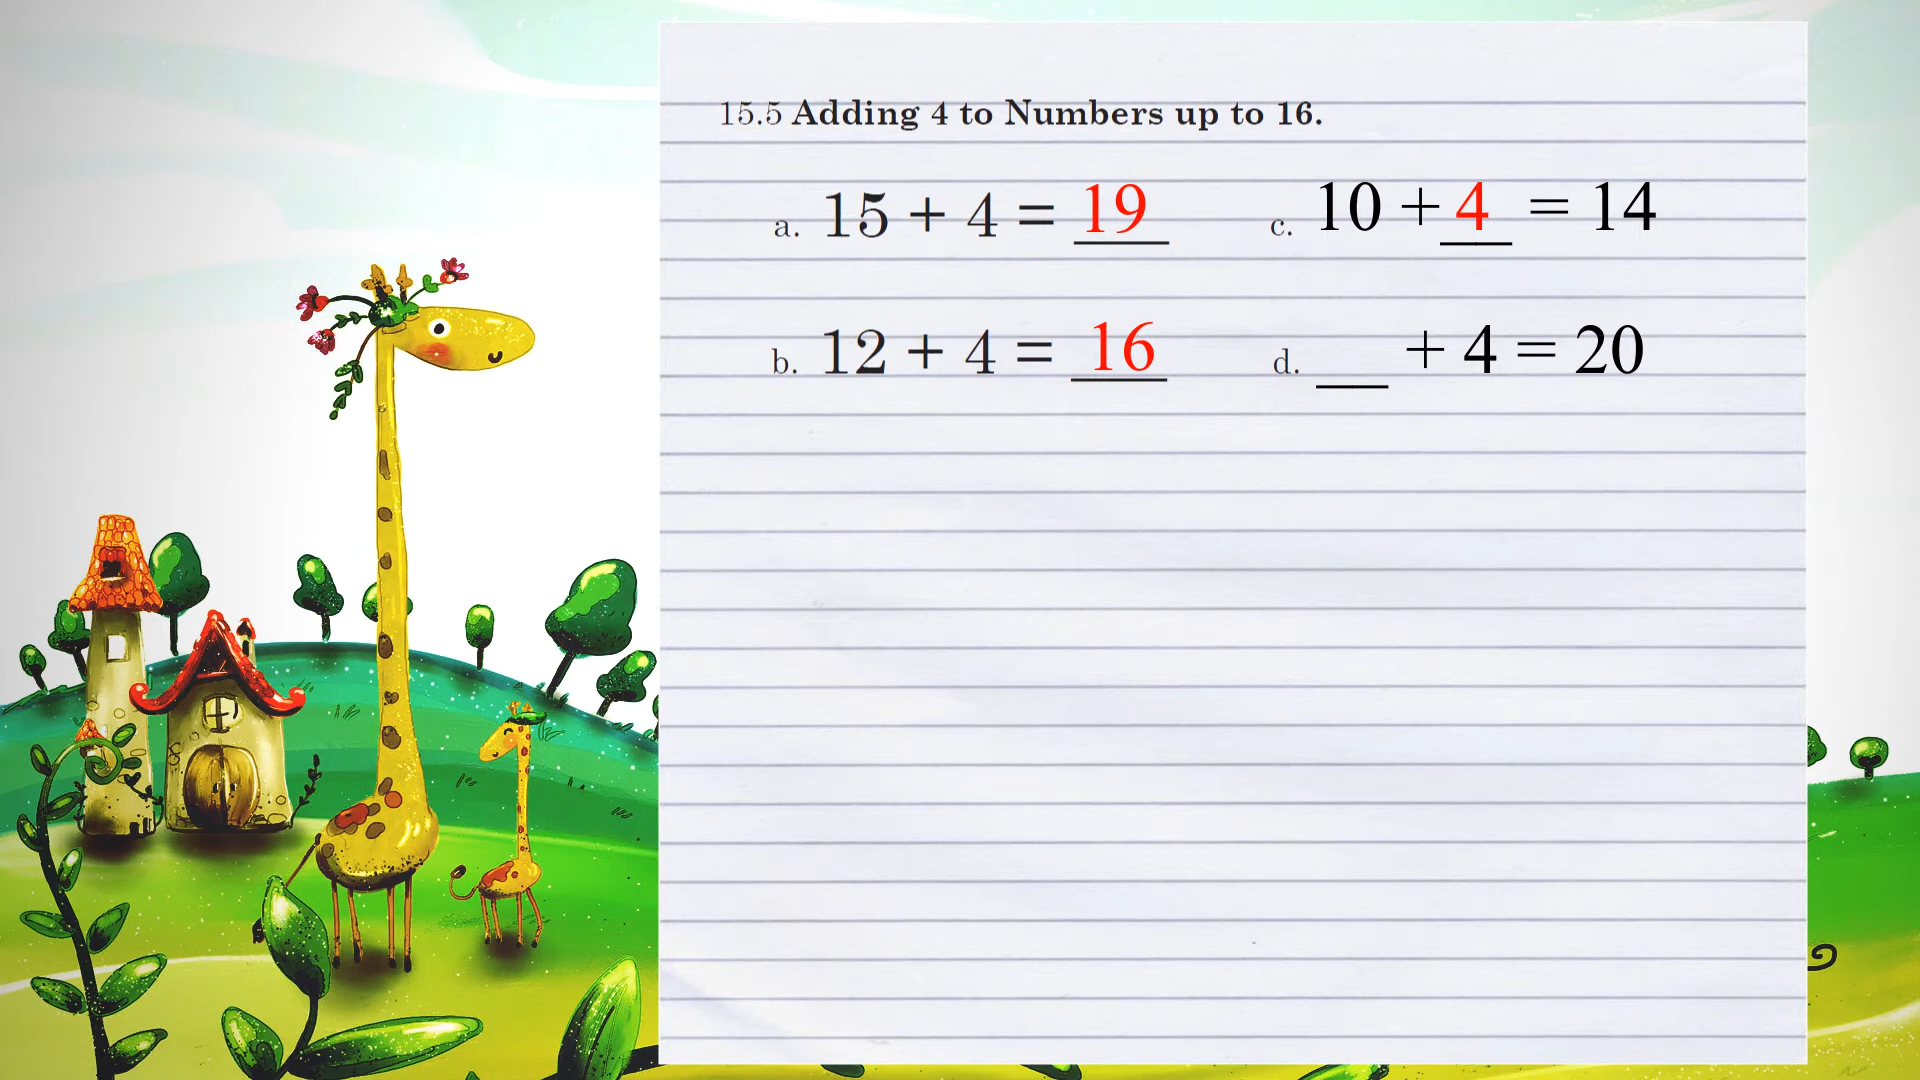 15.5 Adding 4 to Numbers up to 16.
a. 15 + 4 = 19
c. 10 + 4 = 14
b. 12 + 4 = 16
d. __ + 4 = 20